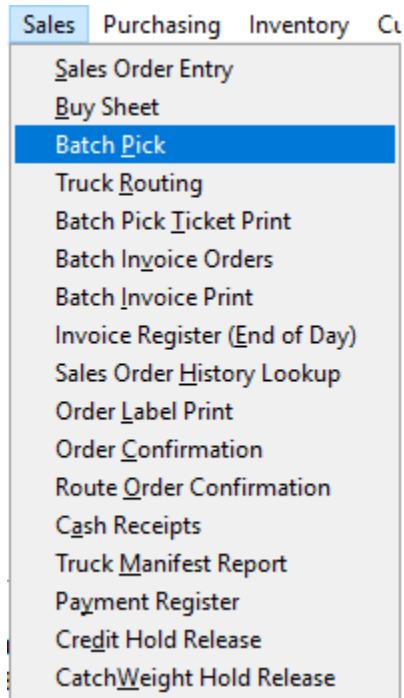 Sales Purchasing Inventory
Sales Order Entry
Buy Sheet
Batch Pick
Truck Routing
Batch Pick Ticket Print
Batch Invoice Orders
Batch Invoice Print
Invoice Register (End of Day)
Sales Order History Lookup
Order Label Print
Order Confirmation
Route Order Confirmation
Cash Receipts
Truck Manifest Report
Payment Register
Credit Hold Release
CatchWeight Hold Release